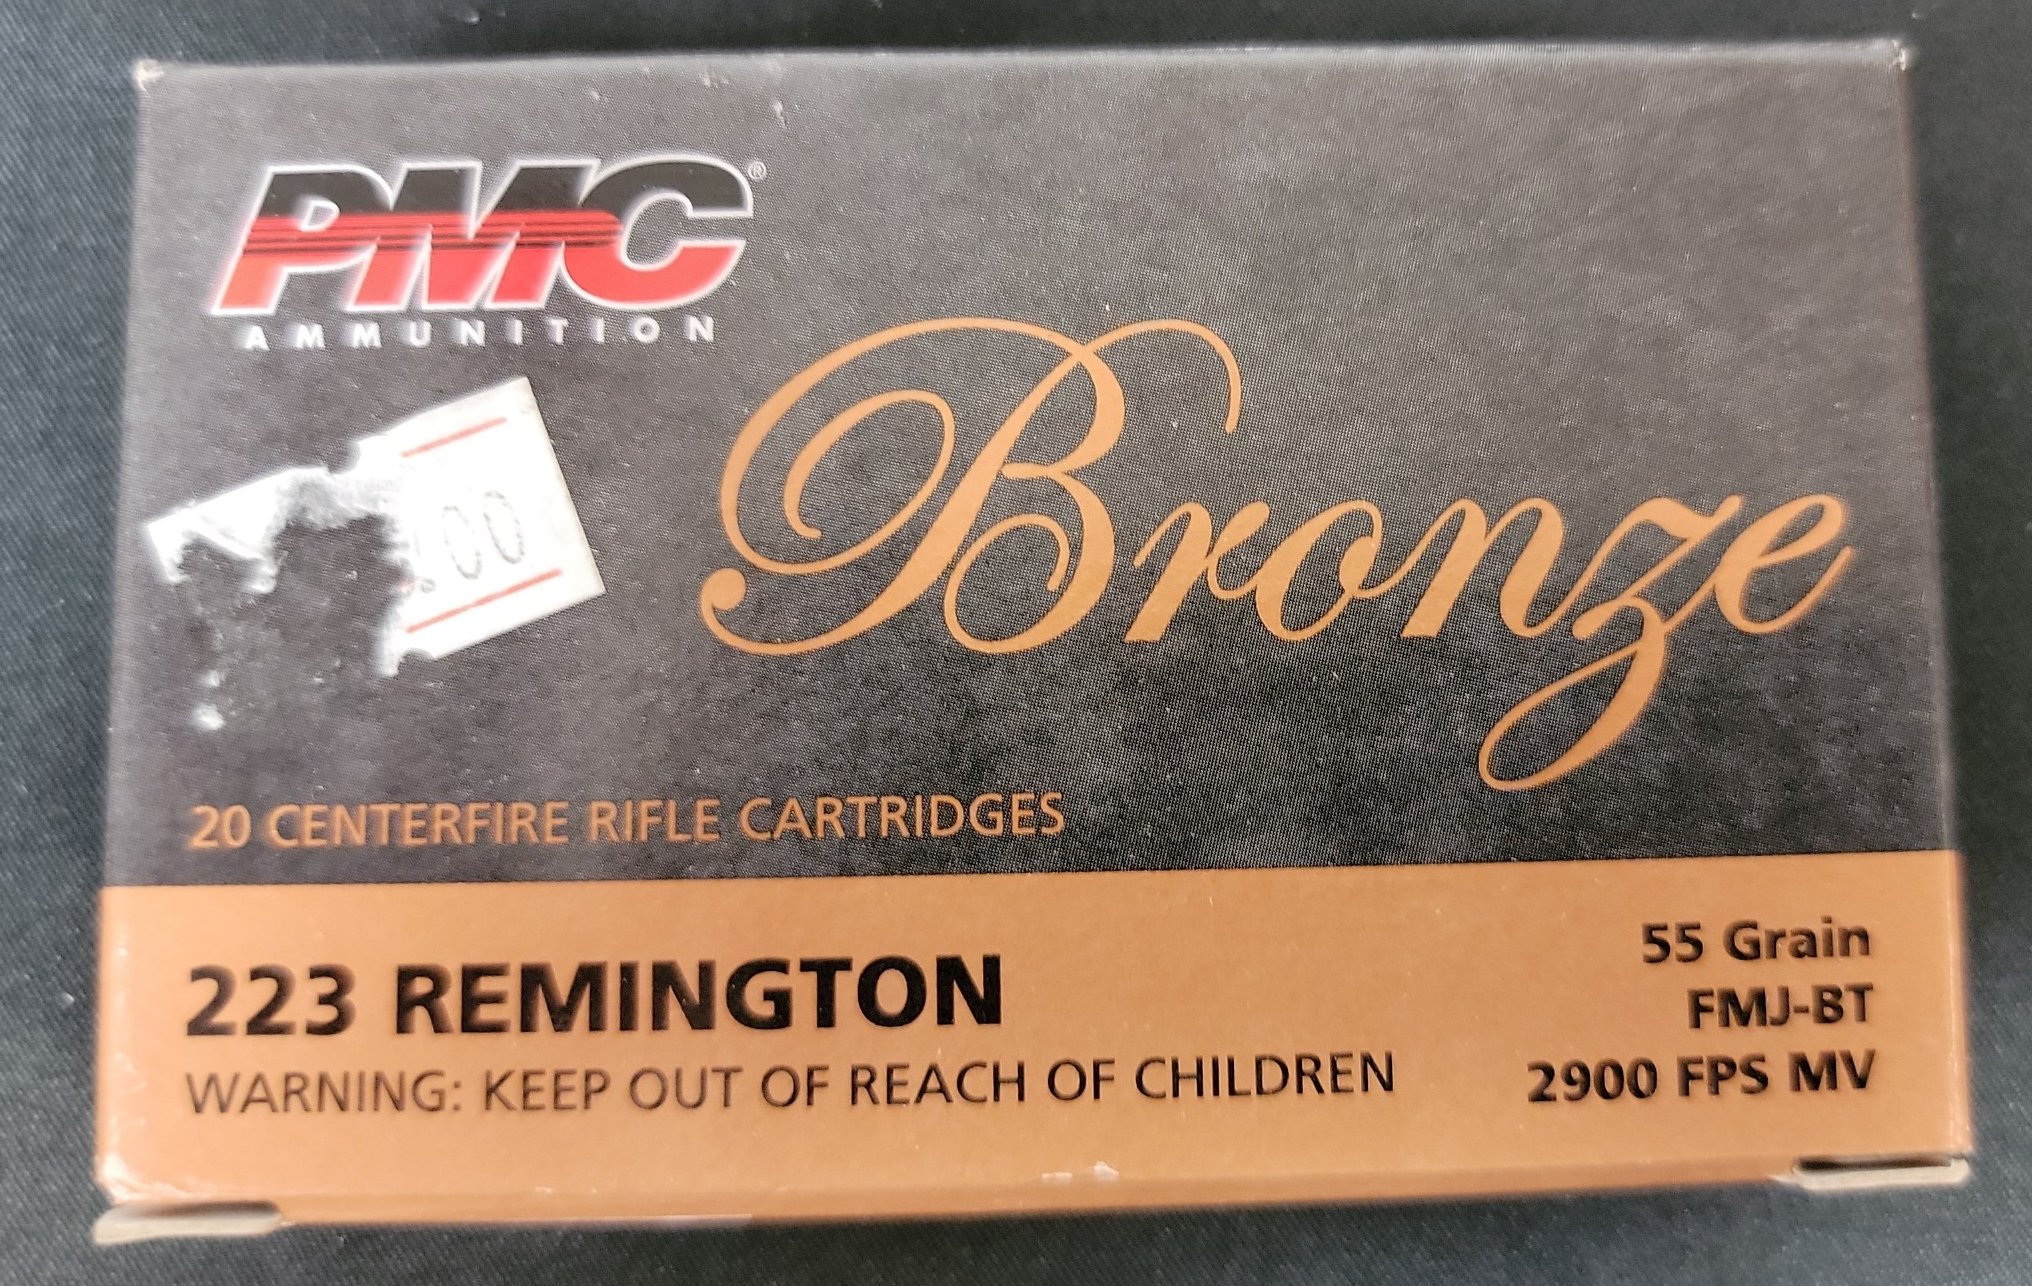 PMC®
AMMUNITION
.00
Bronze
20 CENTERFIRE RIFLE CARTRIDGES
223 REMINGTON
WARNING: KEEP OUT OF REACH OF CHILDREN
55 Grain
FMJ-BT
2900 FPS MV